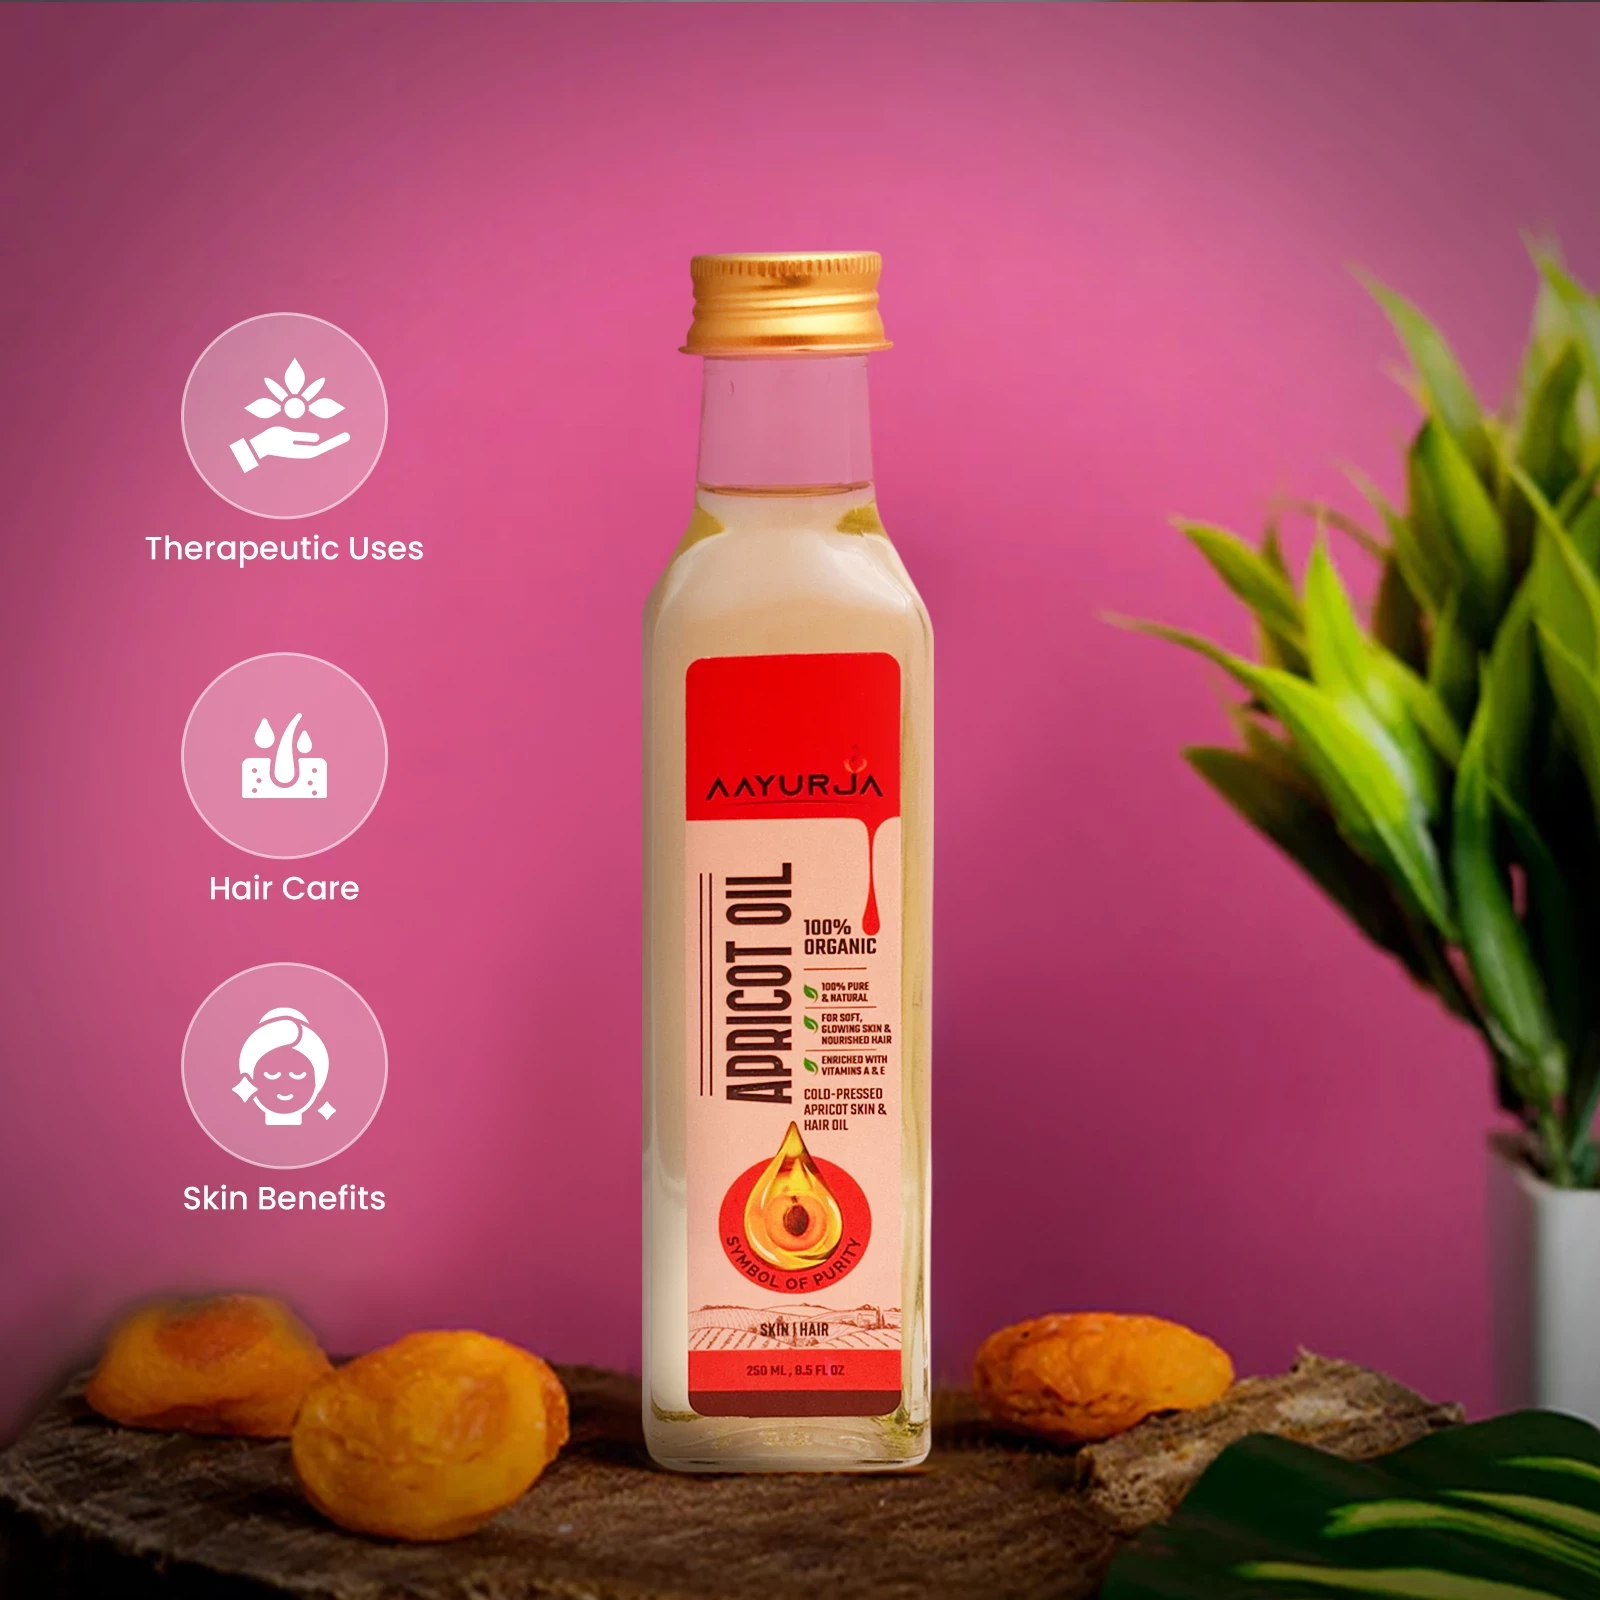 Therapeutic Uses
Hair Care
Skin Benefits
AAYURJA
APRICOT OIL
100%
ORGANIC
100% PURE
& NATURAL
FOR SOFT,
GLOWING SKIN &
NOURISHED HAIR
ENRICHED WITH
VITAMINS A & E
COLD-PRESSED
APRICOT SKIN &
HAIR OIL
SYMBOL OF PURITY
SKIN | HAIR
250 ML, 8.5 FL OZ